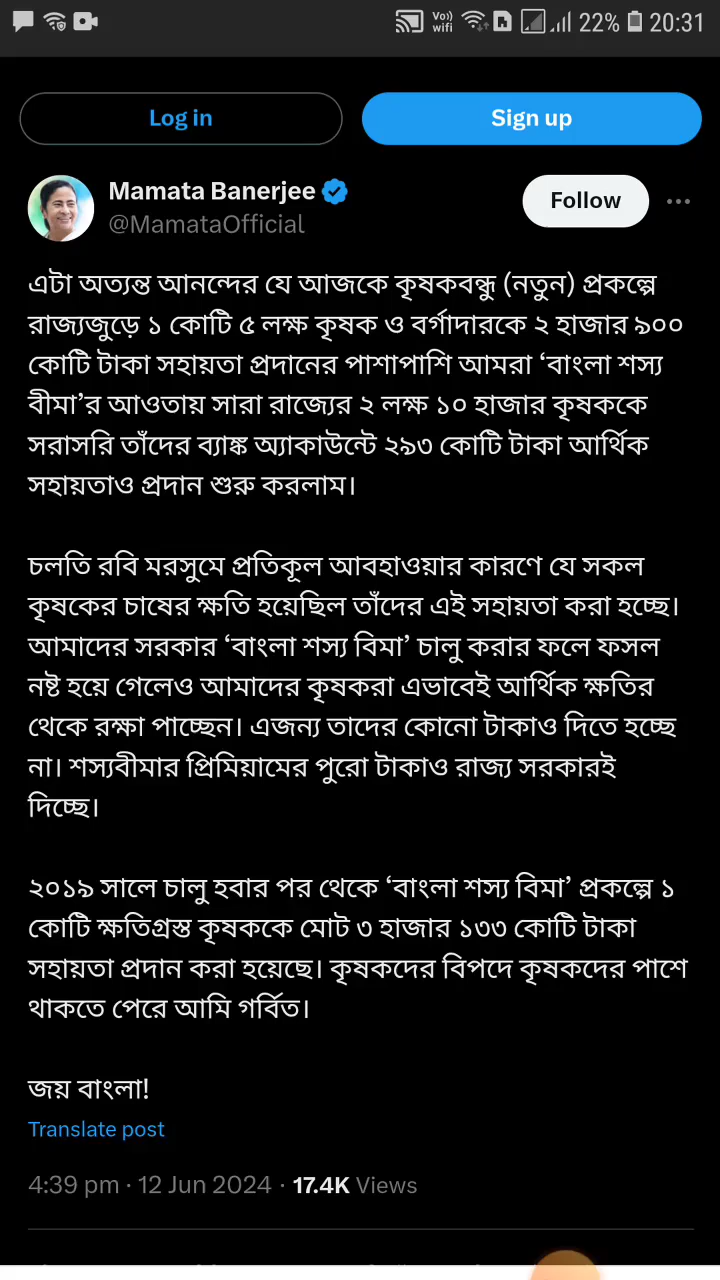 Vo))
wifi
22%
20:31
Log in
Sign up
Mamata Banerjee
@MamataOfficial
Follow
এটা অত্যন্ত আনন্দের যে আজকে কৃষকবন্ধু (নতুন) প্রকল্পে
রাজ্যজুড়ে ১ কোটি ৫ লক্ষ কৃষক ও বর্গাদারকে ২ হাজার ৯০০
কোটি টাকা সহায়তা প্রদানের পাশাপাশি আমরা ‘বাংলা শস্য
বীমা’র আওতায় সারা রাজ্যের ২ লক্ষ ১০ হাজার কৃষককে
সরাসরি তাঁদের ব্যাঙ্ক অ্যাকাউন্টে ২৯৩ কোটি টাকা আর্থিক
সহায়তাও প্রদান শুরু করলাম।
চলতি রবি মরসুমে প্রতিকূল আবহাওয়ার কারণে যে সকল
কৃষকের চাষের ক্ষতি হয়েছিল তাঁদের এই সহায়তা করা হচ্ছে।
আমাদের সরকার ‘বাংলা শস্য বিমা’ চালু করার ফলে ফসল
নষ্ট হয়ে গেলেও আমাদের কৃষকরা এভাবেই আর্থিক ক্ষতির
থেকে রক্ষা পাচ্ছেন। এজন্য তাদের কোনো টাকাও দিতে হচ্ছে
না। শস্যবীমার প্রিমিয়ামের পুরো টাকাও রাজ্য সরকারই
দিচ্ছে।
২০১৯ সালে চালু হবার পর থেকে ‘বাংলা শস্য বিমা’ প্রকল্পে ১
কোটি ক্ষতিগ্রস্ত কৃষককে মোট ৩ হাজার ১৩৩ কোটি টাকা
সহায়তা প্রদান করা হয়েছে। কৃষকদের বিপদে কৃষকদের পাশে
থাকতে পেরে আমি গর্বিত।
জয় বাংলা!
Translate post
4:39 pm · 12 Jun 2024 · 17.4K Views